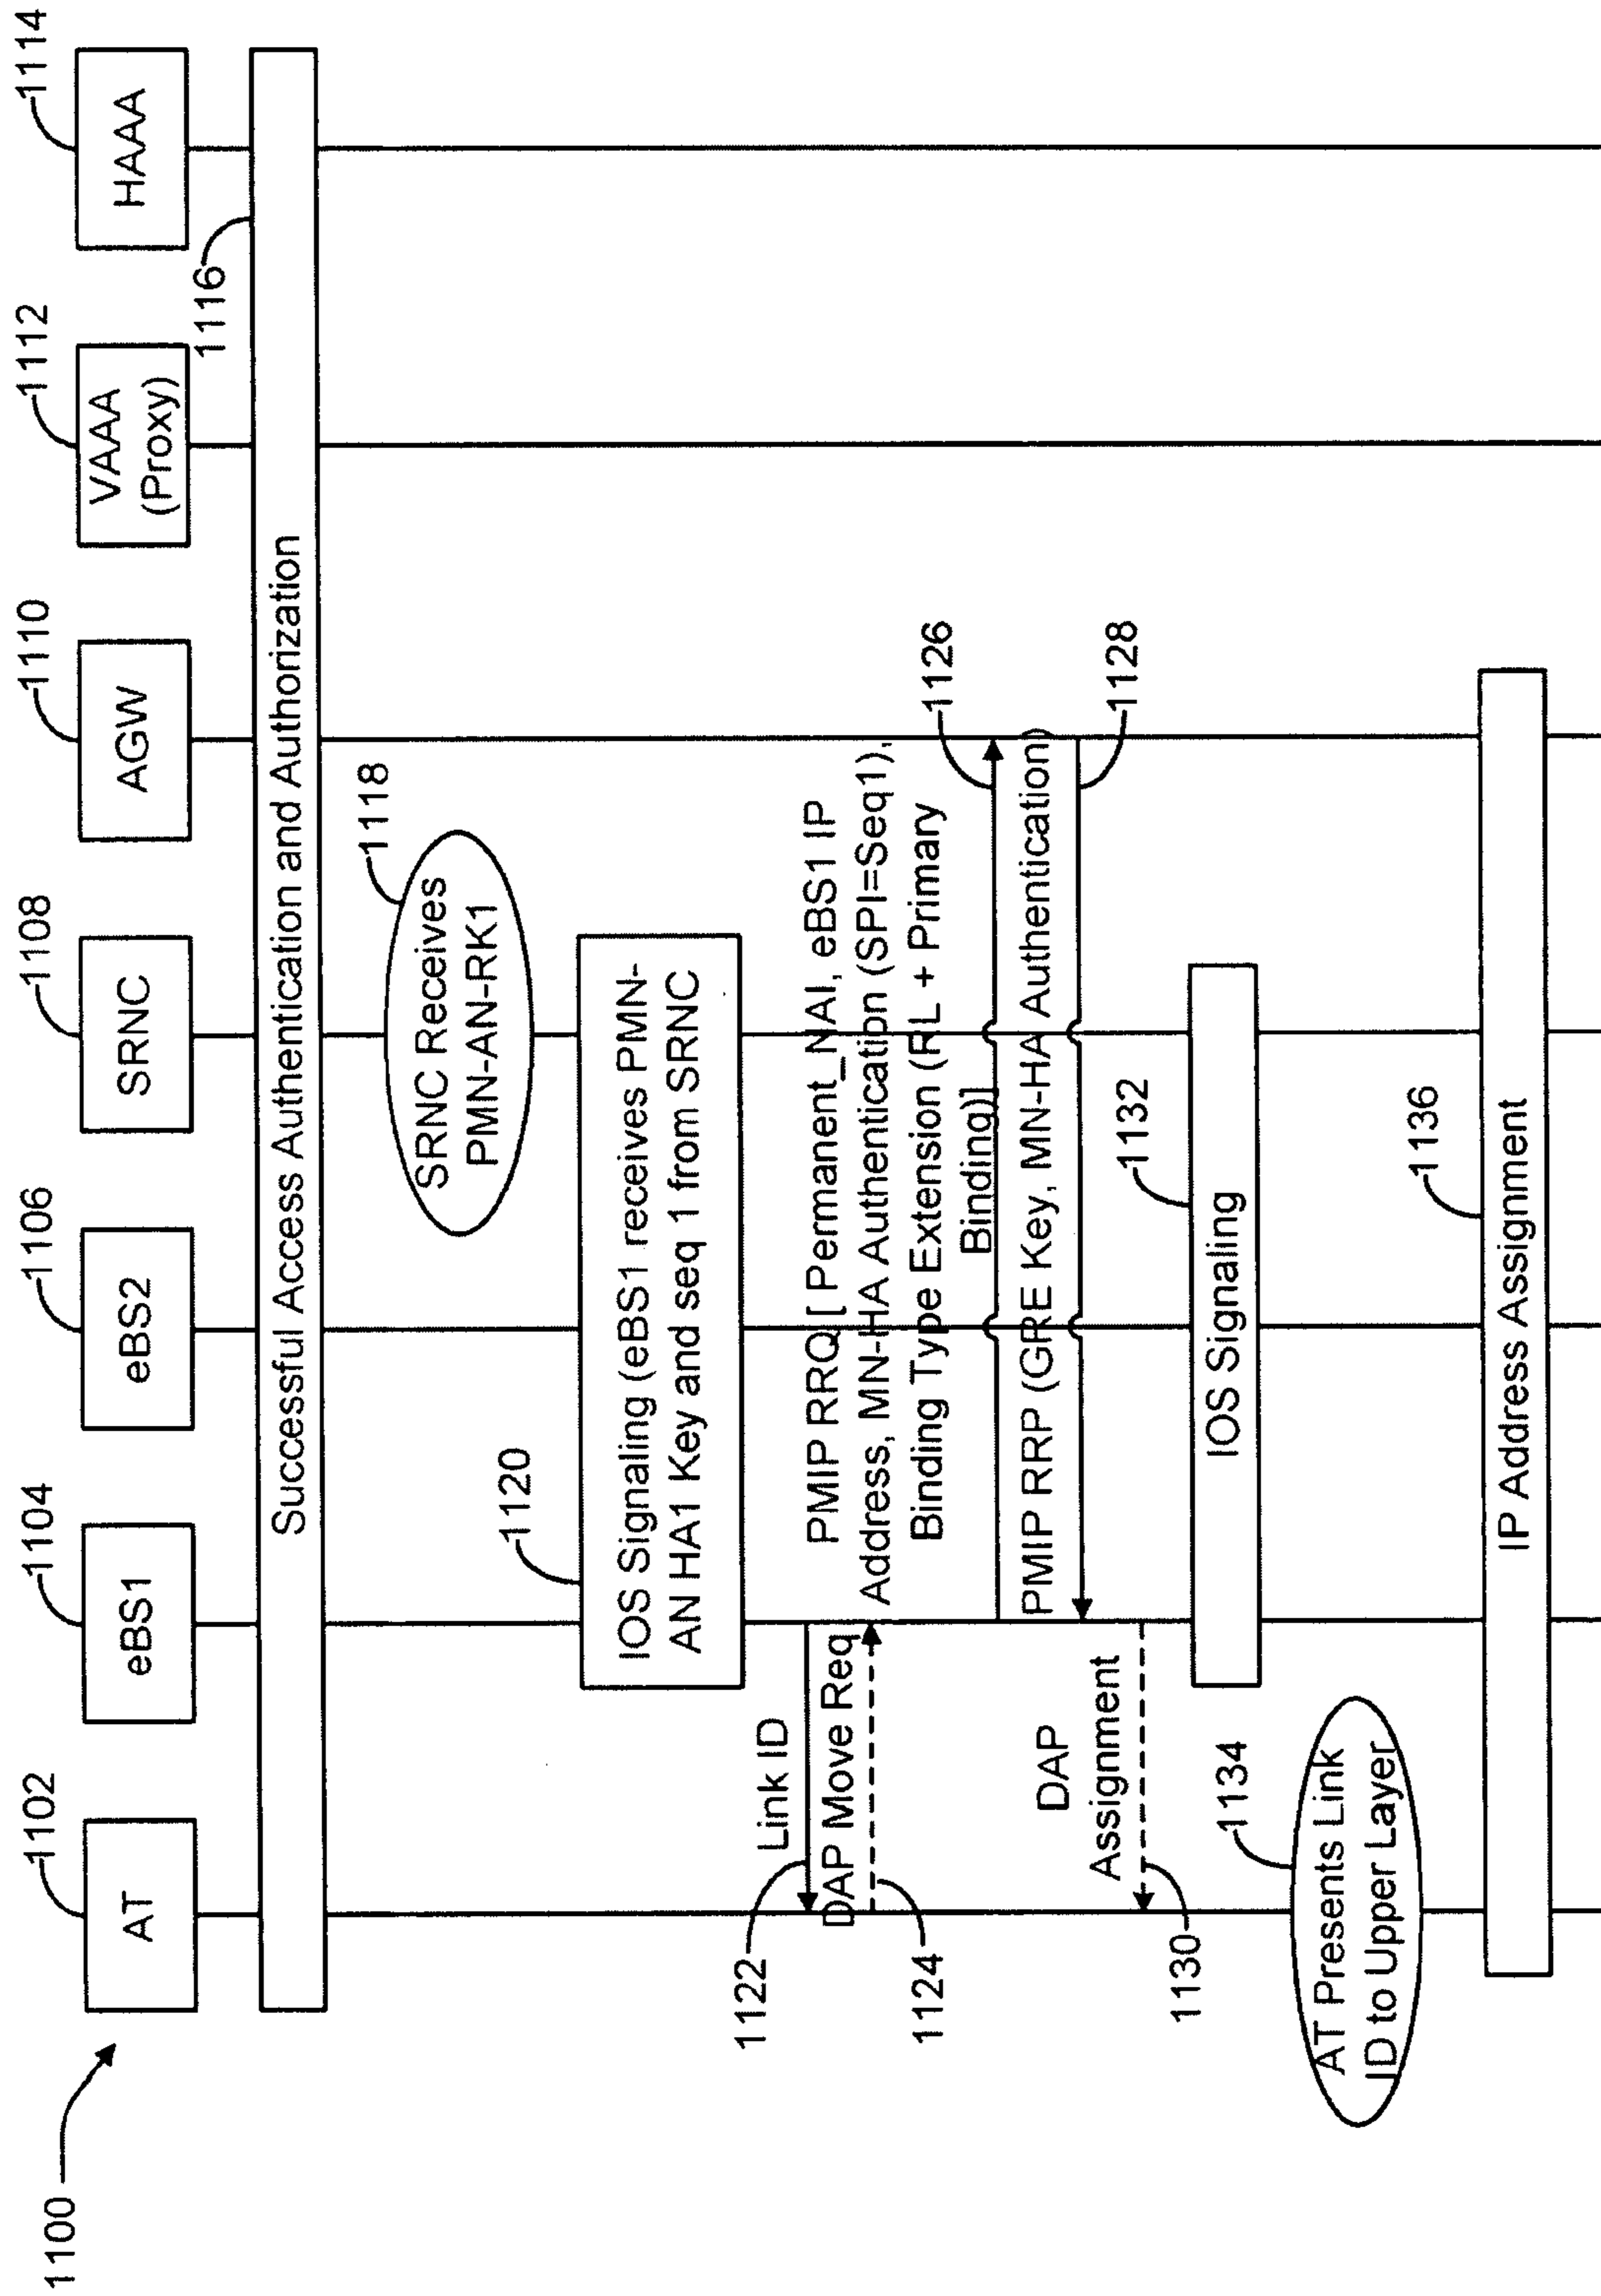 1100
1102
1104
1106
1108
1110
1112
1114
AT
eBS1
eBS2
SRNC
AGW
VAAA
(Proxy)
HAAA
1116
Successful Access Authentication and Authorization
1118
SRNC Receives
PMN-AN-RK1
1120
IOS Signaling (eBS1 receives PMN-
AN HA1 Key and seq 1 from SRNC
1122
Link ID
DAP Move Req
1124
PMIP RRQ [ Permanent_NAI, eBS1 IP
Address, MN-HA Authentication (SPI=Seq1),
Binding Type Extension (RL + Primary
Binding)]
1126
PMIP RRP (GRE Key, MN-HA Authentication)
1128
DAP
Assignment
1130
1132
IOS Signaling
1134
AT Presents Link
ID to Upper Layer
1136
IP Address Assignment